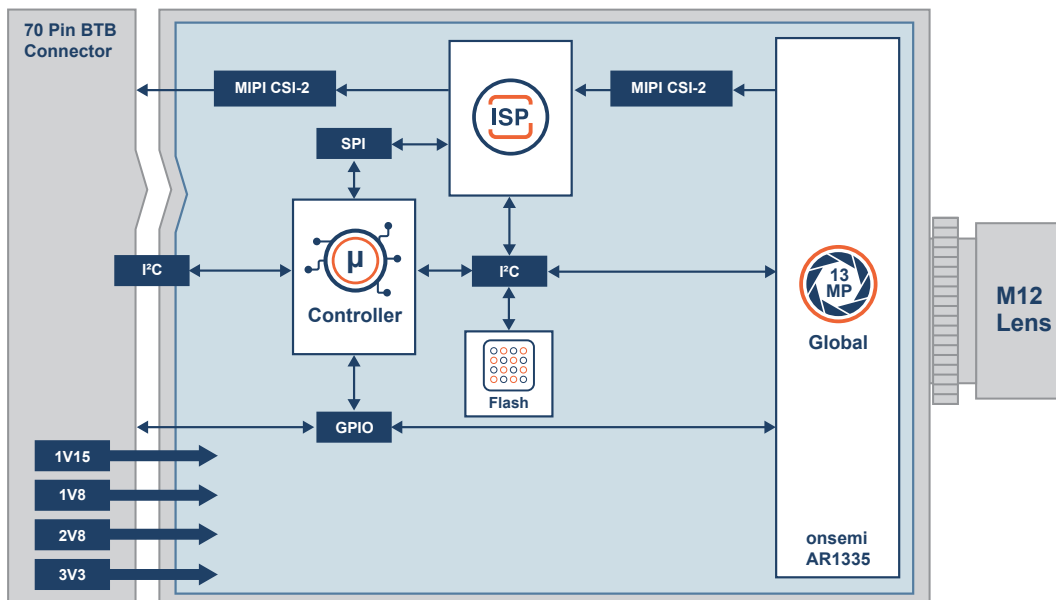 70 Pin BTB
Connector
MIPI CSI-2
ISP
MIPI CSI-2
SPI
I²C
µ
Controller
I²C
13
MP
Global
M12
Lens
Flash
GPIO
1V15
1V8
2V8
3V3
onsemi
AR1335